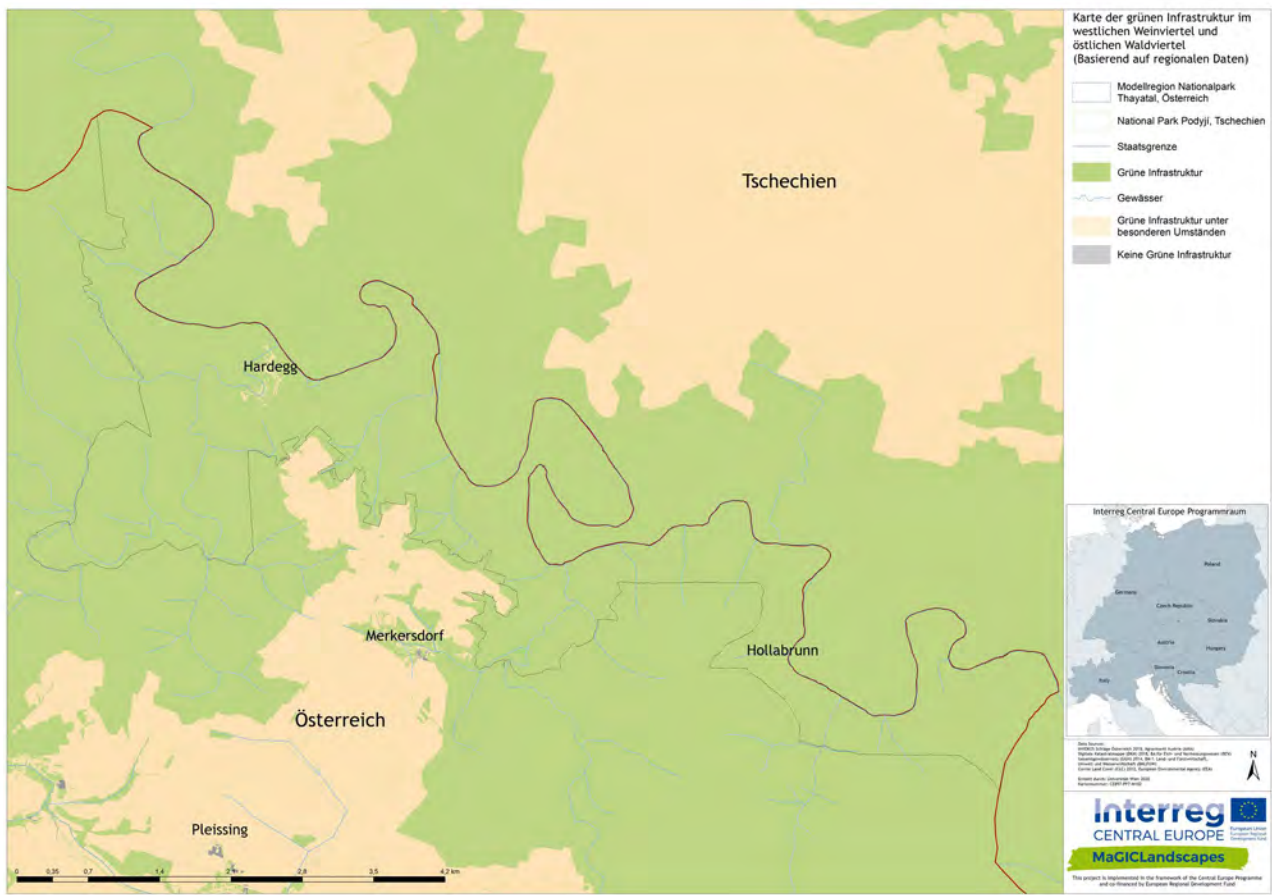 Karte der grünen Infrastruktur im
westlichen Weinviertel und
östlichen Waldviertel
(Basierend auf regionalen Daten)
Modellregion Nationalpark
Thayatal, Österreich
National Park Podyjí, Tschechien
Staatsgrenze
Grüne Infrastruktur
Gewässer
Grüne Infrastruktur unter
besonderen Umständen
Keine Grüne Infrastruktur
Tschechien
Hardegg
Merkersdorf
Hollabrunn
Österreich
Pleissing
0 0,35 0,7 1,4 2,1 2,8 3,5 4,2 km
Interreg Central Europe Programmraum
Poland
Germany
Czech Republic
Slovakia
Austria
Hungary
Slovenia
Croatia
Italy
Data Sources:
N
Interreg
CENTRAL EUROPE
European Union
European Regional
Development Fund
MaGICLandscapes
This project is implemented in the framework of the Central Europe Programme
and co-financed by European Regional Development Fund